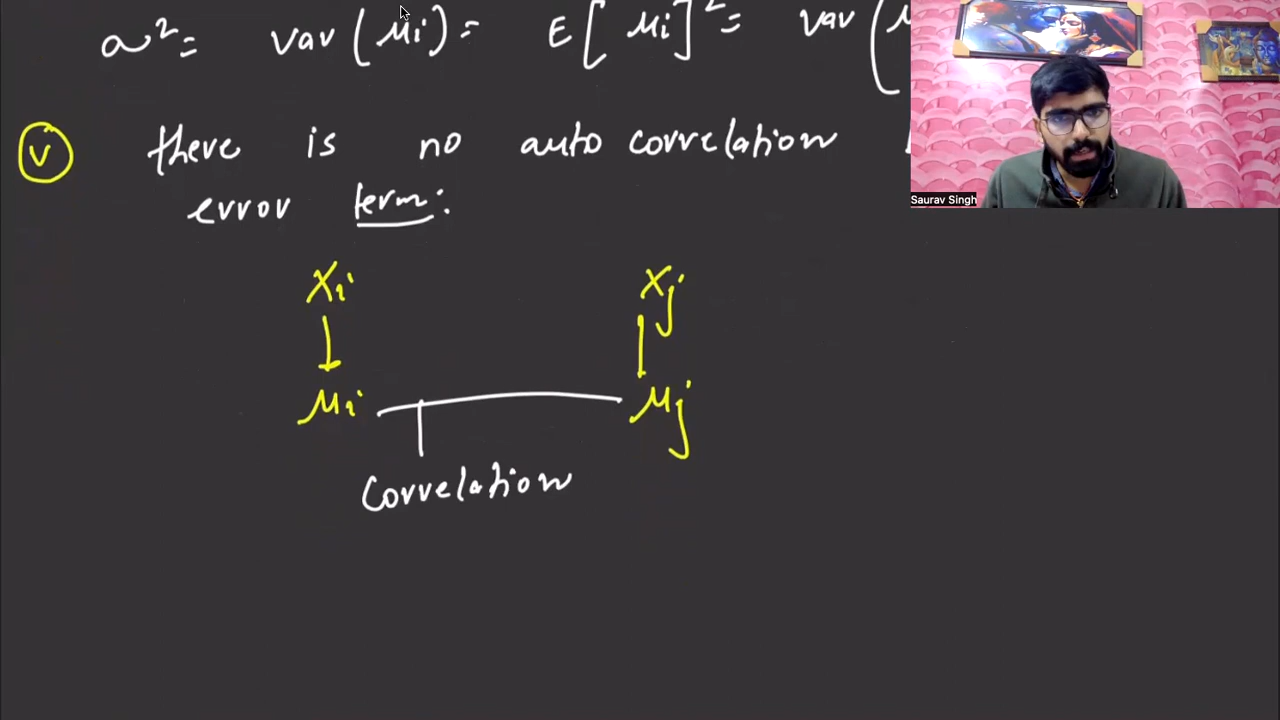 a² = var (μi) = E [ μi ]² = var (
Saurav Singh
v there is no auto correlation
error term:
Xi Xj
μi μj
Correlation